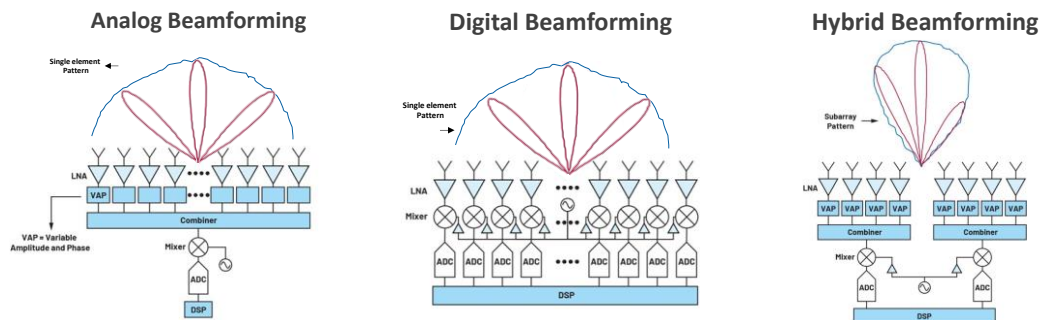 Analog Beamforming
Single element
Pattern
LNA
VAP
Combiner
VAP = Variable
Amplitude and Phase
Mixer
ADC
DSP
Digital Beamforming
Single element
Pattern
LNA
Mixer
ADC ADC ADC ADC ADC ADC ADC ADC
DSP
Hybrid Beamforming
Subarray
Pattern
LNA
VAP VAP VAP VAP VAP VAP VAP VAP
Combiner Combiner
Mixer
ADC ADC
DSP